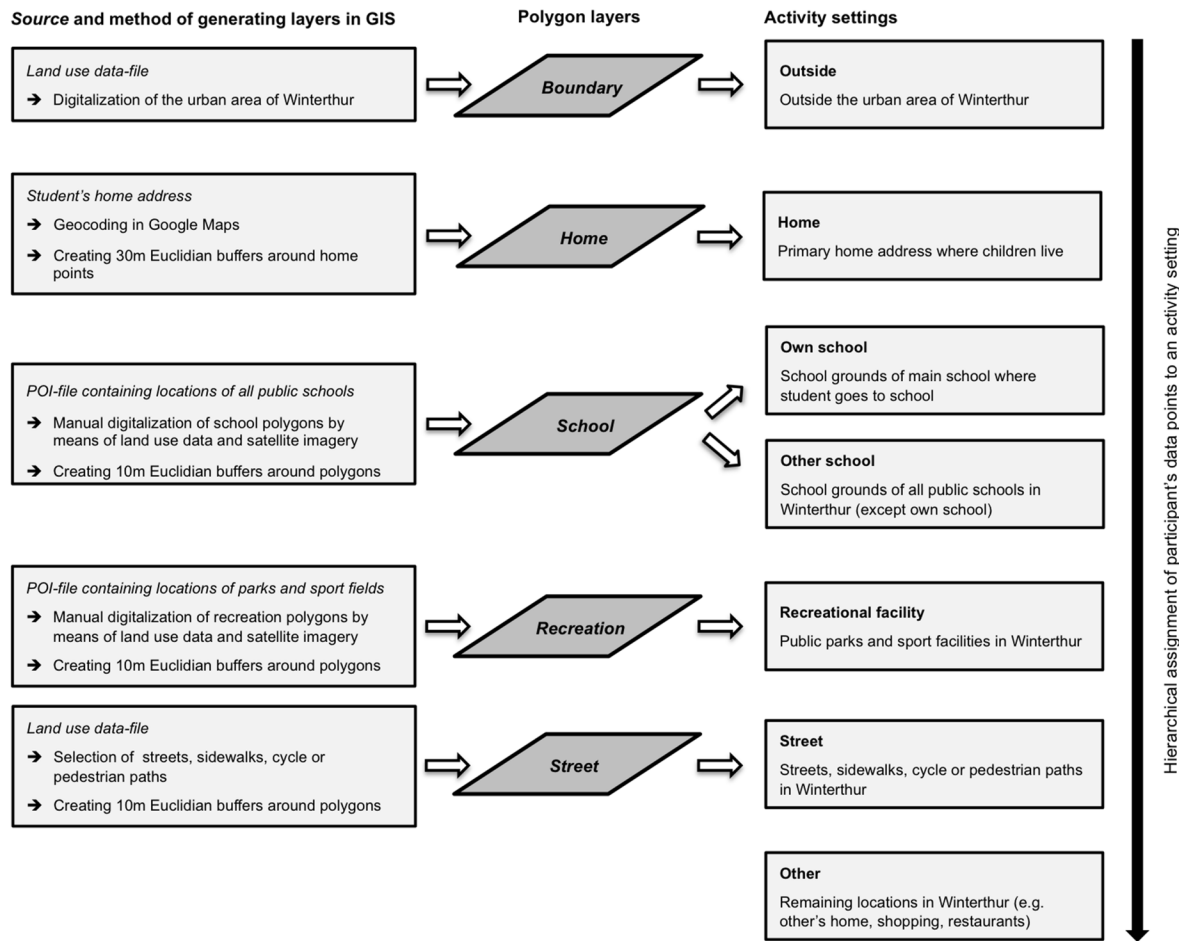 Source and method of generating layers in GIS
Polygon layers
Activity settings
Land use data-file
➔ Digitalization of the urban area of Winterthur
Boundary
Outside
Outside the urban area of Winterthur
Student's home address
➔ Geocoding in Google Maps
➔ Creating 30m Euclidian buffers around home
points
Home
Home
Primary home address where children live
POI-file containing locations of all public schools
➔ Manual digitalization of school polygons by
means of land use data and satellite imagery
➔ Creating 10m Euclidian buffers around polygons
School
Own school
School grounds of main school where
student goes to school
Other school
School grounds of all public schools in
Winterthur (except own school)
POI-file containing locations of parks and sport fields
➔ Manual digitalization of recreation polygons by
means of land use data and satellite imagery
➔ Creating 10m Euclidian buffers around polygons
Recreation
Recreational facility
Public parks and sport facilities in Winterthur
Land use data-file
➔ Selection of streets, sidewalks, cycle or
pedestrian paths
➔ Creating 10m Euclidian buffers around polygons
Street
Street
Streets, sidewalks, cycle or pedestrian paths
in Winterthur
Other
Remaining locations in Winterthur (e.g.
other's home, shopping, restaurants)
Hierarchical assignment of participant's data points to an activity setting